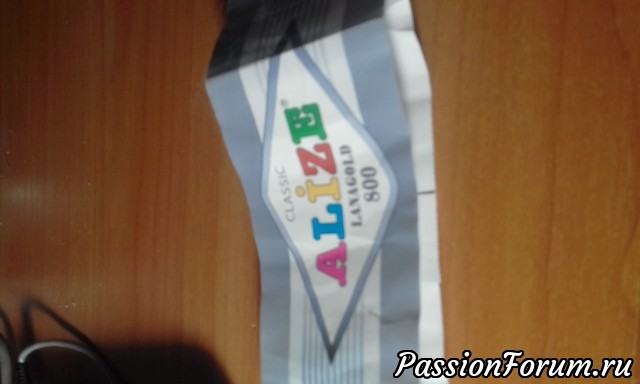 CLASSIC
ALiZE®
LANAGOLD
800
PassionForum.ru